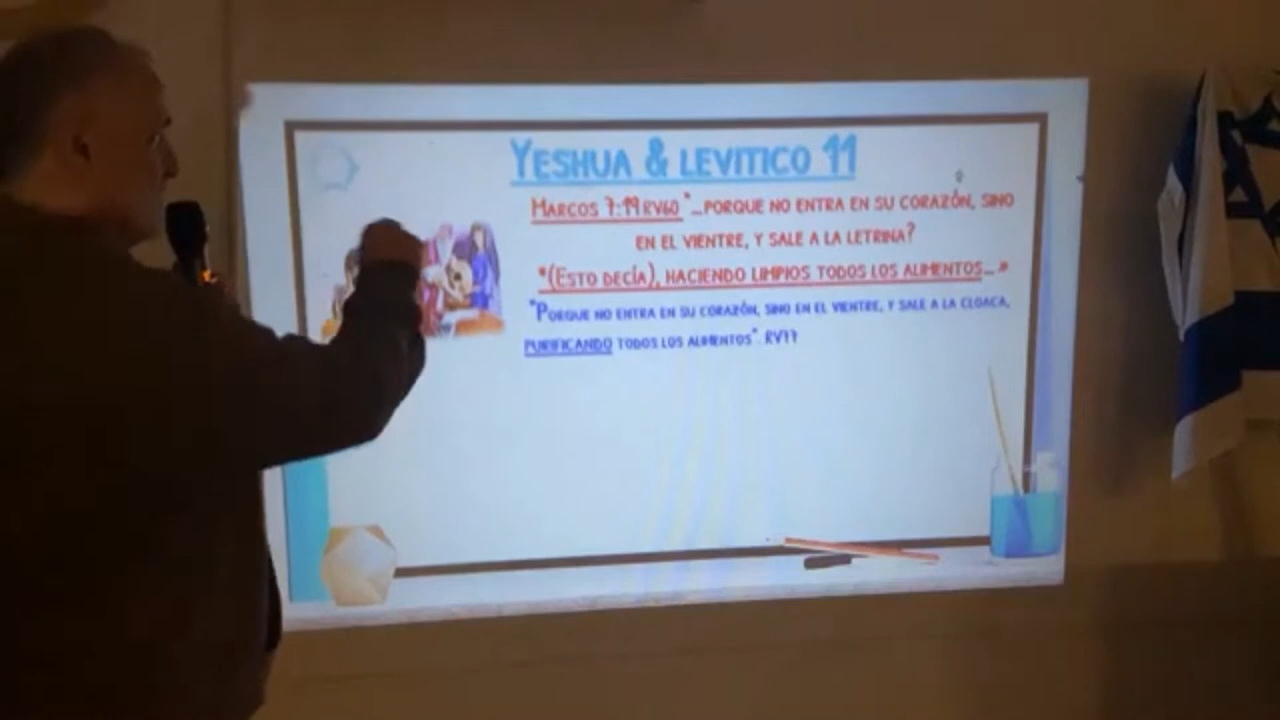 YESHUA & LEVITICO 11
MARCOS 7:19 RV60 "...PORQUE NO ENTRA EN SU CORAZÓN, SINO
EN EL VIENTRE, Y SALE A LA LETRINA?
"(ESTO DECÍA), HACIENDO LIMPIOS TODOS LOS ALIMENTOS..."
"PORQUE NO ENTRA EN SU CORAZÓN, SINO EN EL VIENTRE, Y SALE A LA CLOACA,
PURIFICANDO TODOS LOS ALIMENTOS". RV77